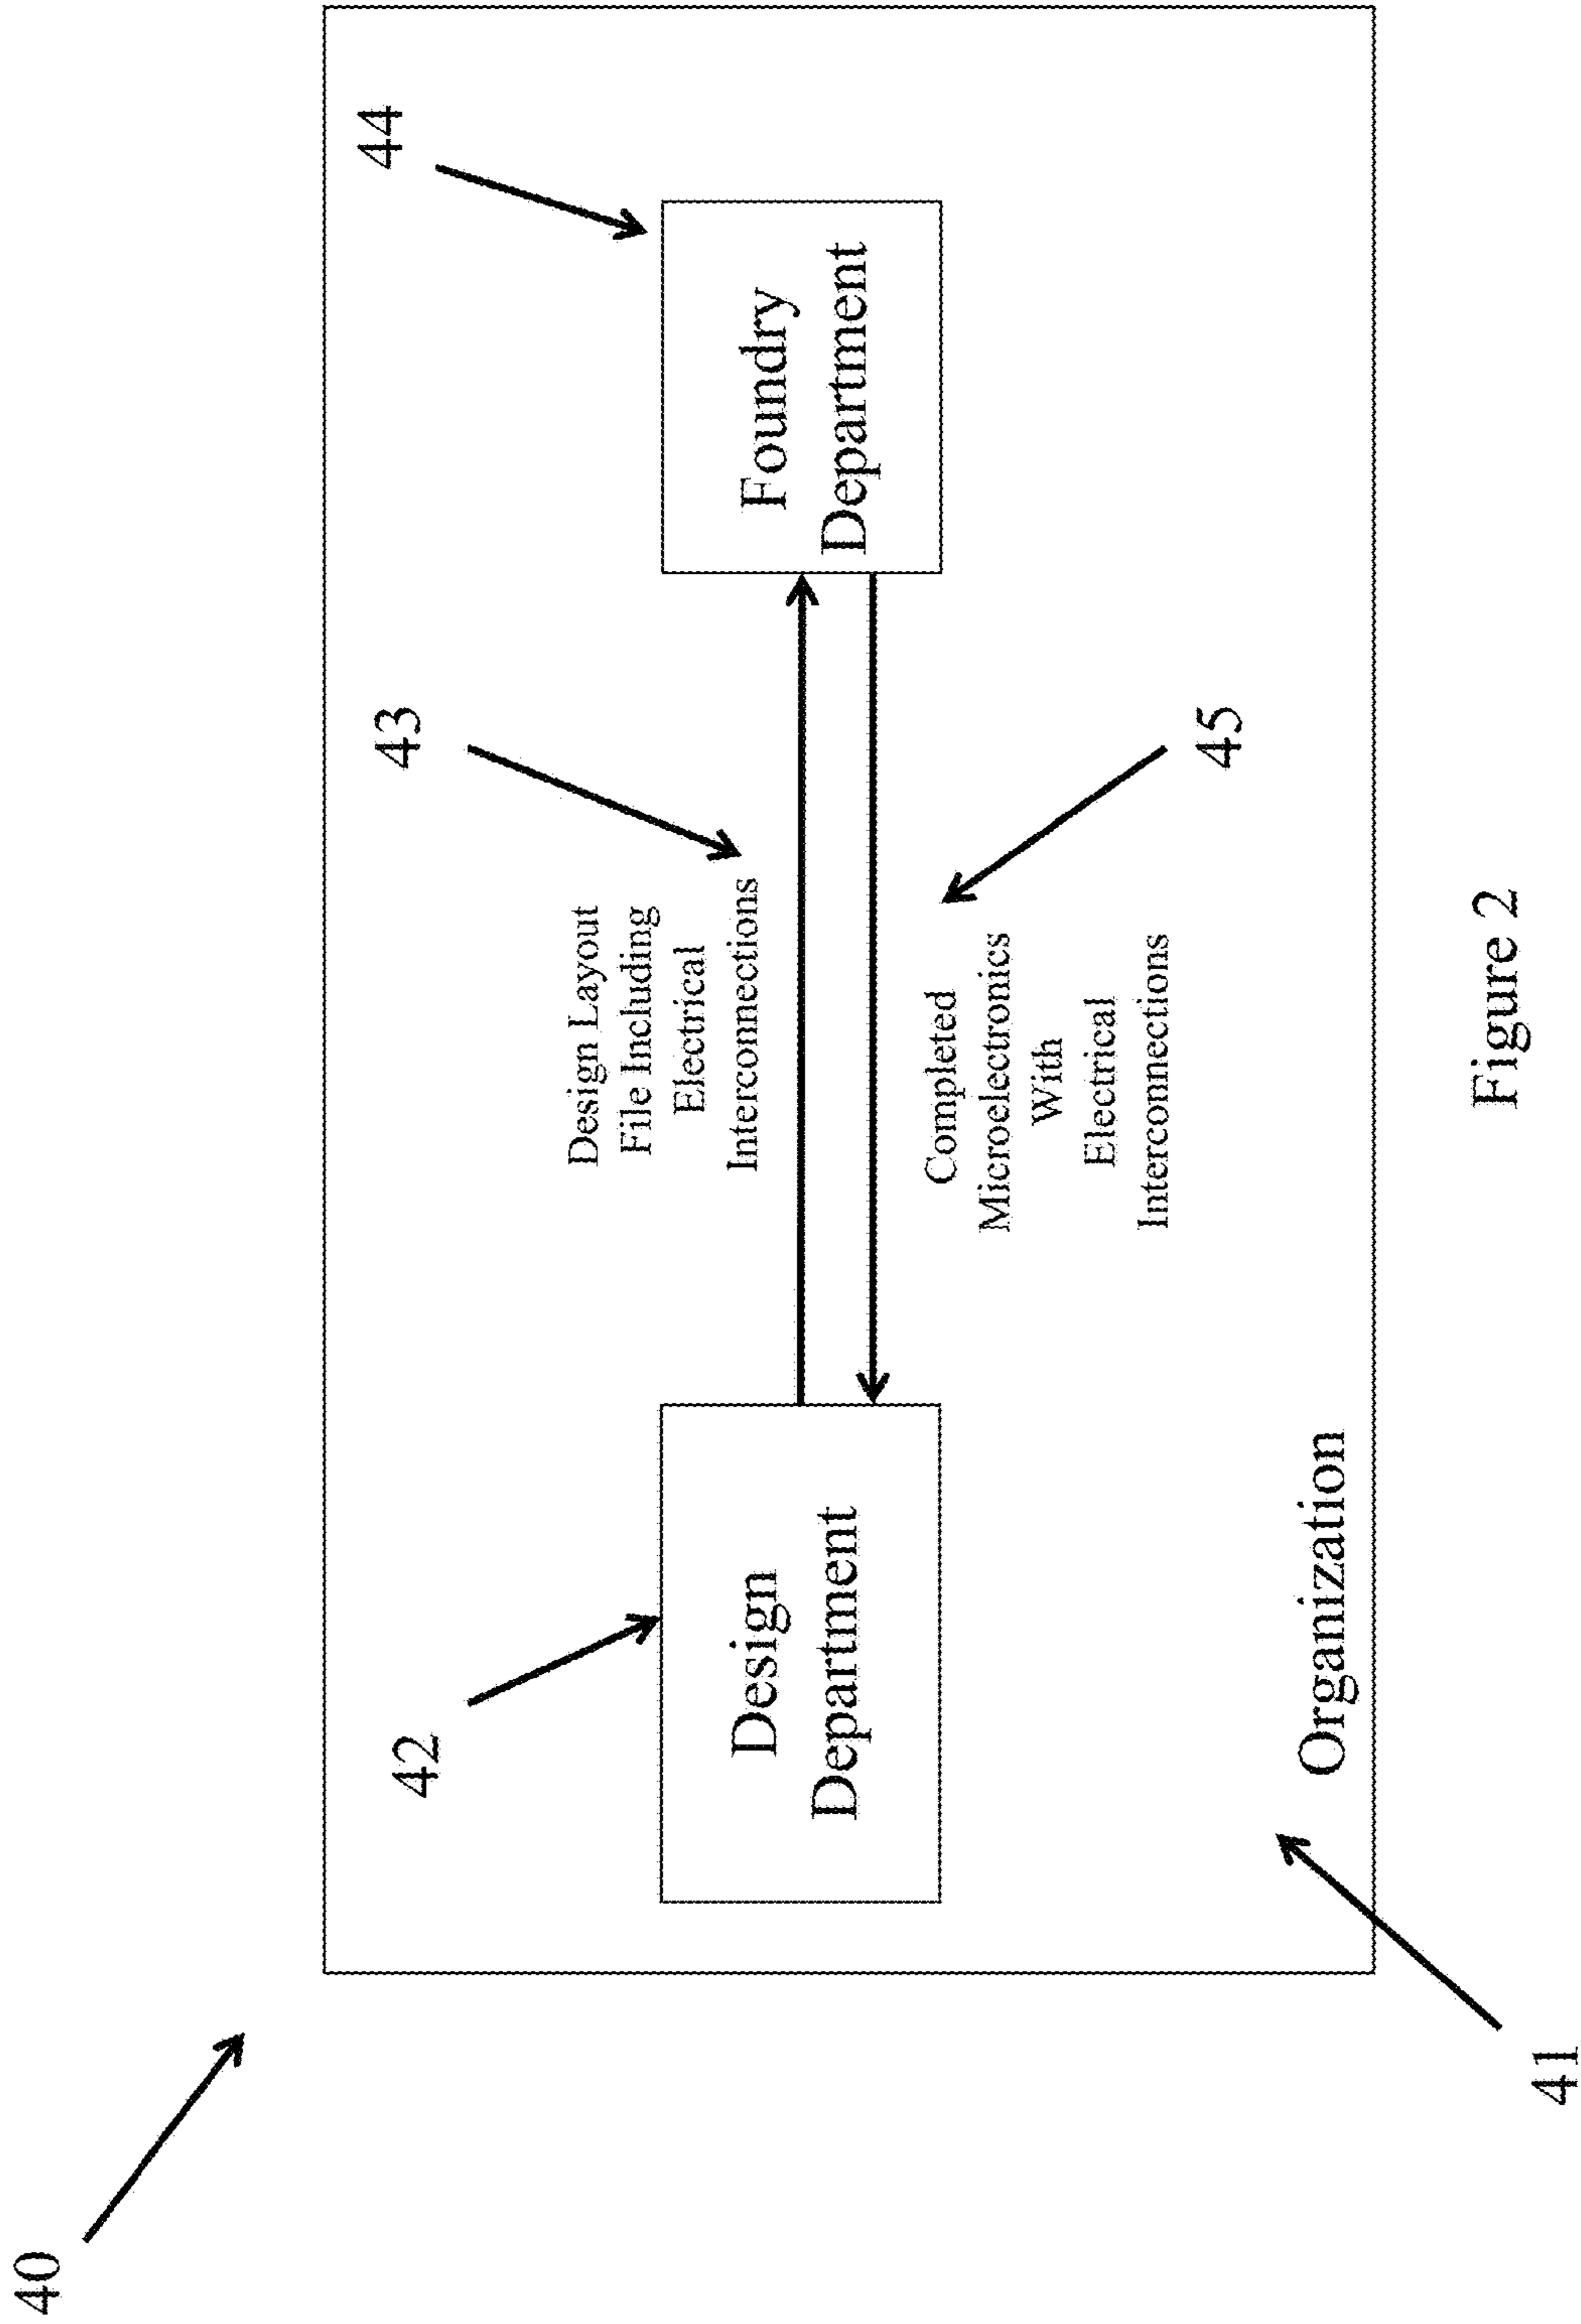 40
42
43
44
Design Layout
File Including
Electrical
Interconnections
Design
Department
Foundry
Department
Completed
Microelectronics
With
Electrical
Interconnections
45
Organization
41
Figure 2